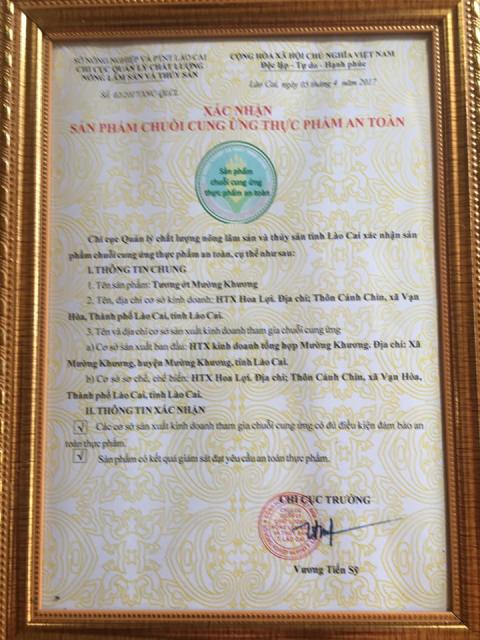 SỞ NÔNG NGHIỆP VÀ PTNT LÀO CAI
CHI CỤC QUẢN LÝ CHẤT LƯỢNG
NÔNG LÂM SẢN VÀ THỦY SẢN
CỘNG HÒA XÃ HỘI CHỦ NGHĨA VIỆT NAM
Độc lập - Tự do - Hạnh phúc
Số:
Lào Cai, ngày 05 tháng 4 năm 2017
XÁC NHẬN
SẢN PHẨM CHUỖI CUNG ỨNG THỰC PHẨM AN TOÀN
Sản phẩm
chuỗi cung ứng
thực phẩm an toàn
Chi cục Quản lý chất lượng nông lâm sản và thủy sản tỉnh Lào Cai xác nhận sản
phẩm chuỗi cung ứng thực phẩm an toàn, cụ thể như sau:
I. THÔNG TIN CHUNG
1. Tên sản phẩm: Tương ớt Mường Khương
2. Tên, địa chỉ cơ sở kinh doanh: HTX Hoa Lợi. Địa chỉ: Thôn Cánh Chín, xã Vạn
Hòa, Thành phố Lào Cai, tỉnh Lào Cai.
3. Tên và địa chỉ cơ sở sản xuất kinh doanh tham gia chuỗi cung ứng
a) Cơ sở sản xuất ban đầu: HTX kinh doanh tổng hợp Mường Khương. Địa chỉ: Xã
Mường Khương, huyện Mường Khương, tỉnh Lào Cai.
b) Cơ sở sơ chế, chế biến: HTX Hoa Lợi. Địa chỉ: Thôn Cánh Chín, xã Vạn Hòa,
Thành phố Lào Cai, tỉnh Lào Cai.
II. THÔNG TIN XÁC NHẬN
√ Các cơ sở sản xuất kinh doanh tham gia chuỗi cung ứng có đủ điều kiện đảm bảo an
toàn thực phẩm.
√ Sản phẩm có kết quả giám sát đạt yêu cầu an toàn thực phẩm.
CHI CỤC TRƯỞNG
Vương Tiến Sỹ